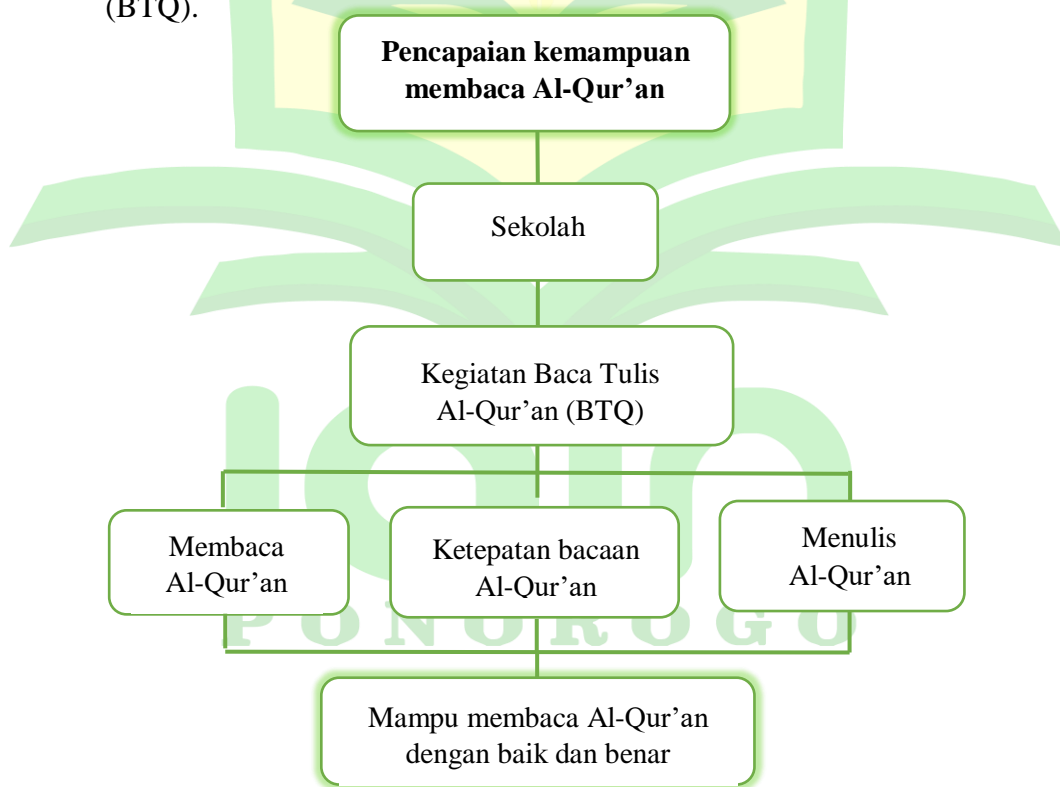 (BTQ).
Pencapaian kemampuan
membaca Al-Qur’an
Sekolah
Kegiatan Baca Tulis
Al-Qur’an (BTQ)
Membaca
Al-Qur’an
Ketepatan bacaan
Al-Qur’an
Menulis
Al-Qur’an
iain
PONOROGO
Mampu membaca Al-Qur’an
dengan baik dan benar